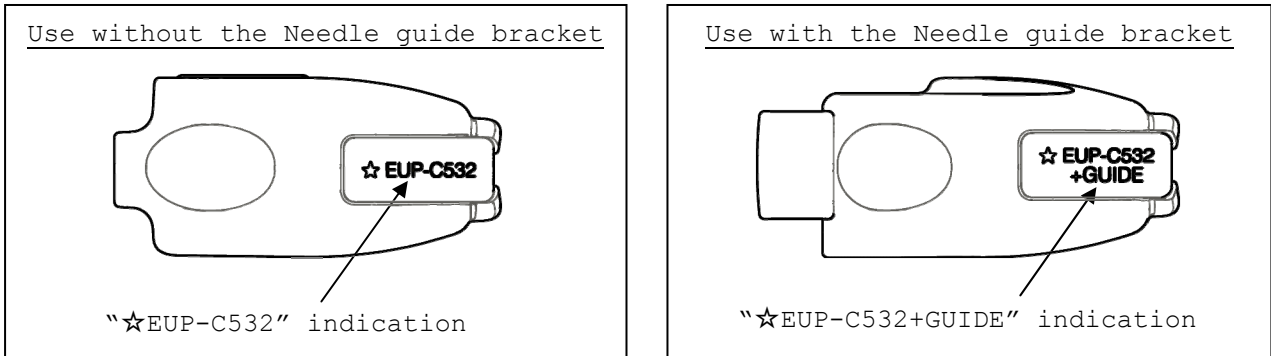 Use without the Needle guide bracket
☆ EUP-C532
“☆EUP-C532” indication
Use with the Needle guide bracket
☆ EUP-C532
+GUIDE
“☆EUP-C532+GUIDE” indication